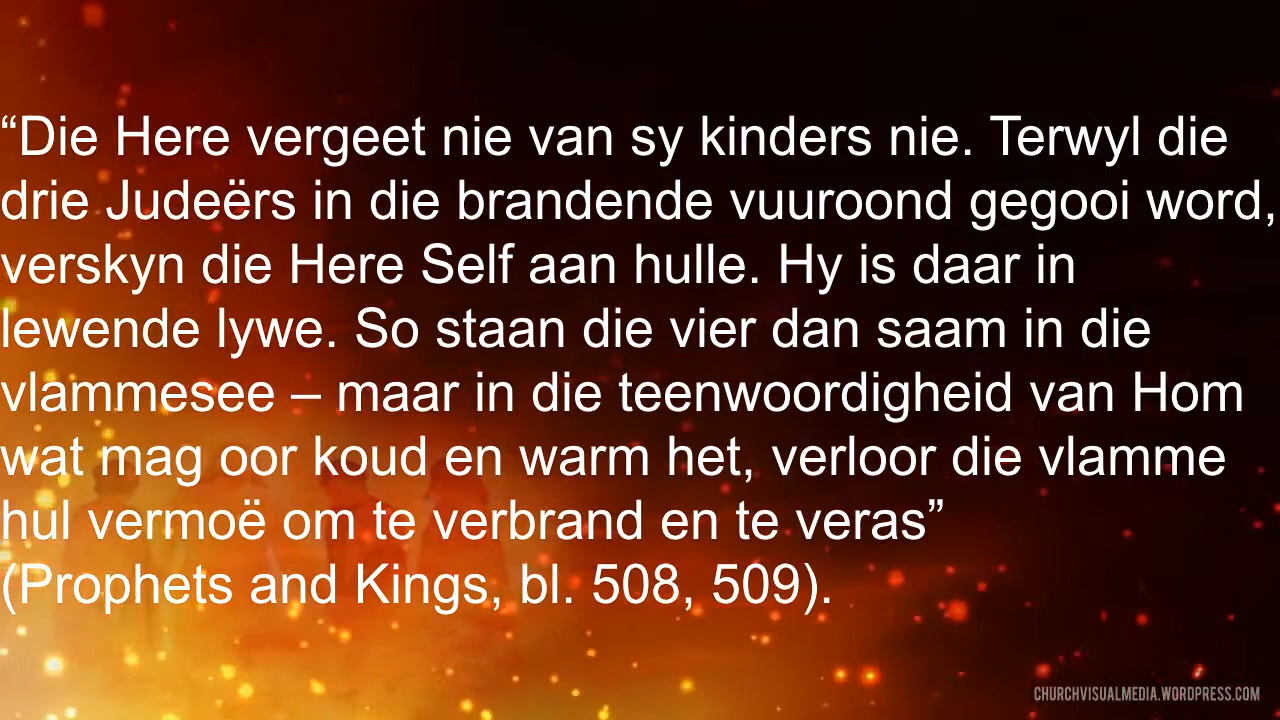 “Die Here vergeet nie van sy kinders nie. Terwyl die
drie Judeërs in die brandende vuuroond gegooi word,
verskyn die Here Self aan hulle. Hy is daar in
lewende lywe. So staan die vier dan saam in die
vlammesee – maar in die teenwoordigheid van Hom
wat mag oor koud en warm het, verloor die vlamme
hul vermoë om te verbrand en te veras”
(Prophets and Kings, bl. 508, 509).
CHURCHVISUALMEDIA.WORDPRESS.COM